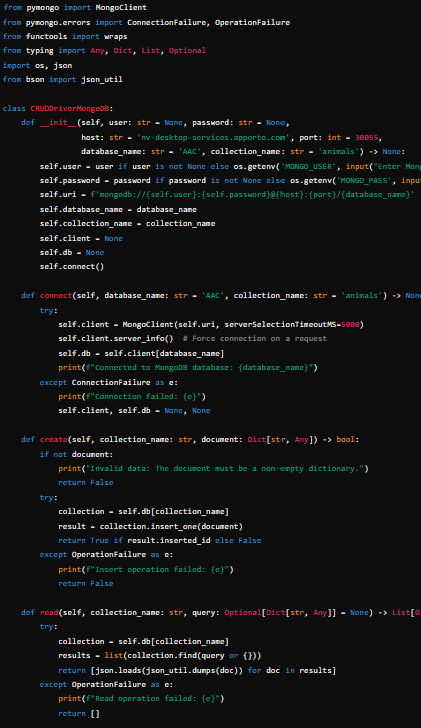 from pymongo import MongoClient
from pymongo.errors import ConnectionFailure, OperationFailure
from functools import wraps
from typing import Any, Dict, List, Optional
import os, json
from bson import json_util

class CRUDDriverMongoDB:
    def __init__(self, user: str = None, password: str = None,
                 host: str = 'nv-desktop-services.apporto.com', port: int = 30055,
                 database_name: str = 'AAC', collection_name: str = 'animals') -> None:
        self.user = user if user is not None else os.getenv('MONGO_USER', input("Enter Mong
        self.password = password if password is not None else os.getenv('MONGO_PASS', input
        self.uri = f'mongodb://{self.user}:{self.password}@{host}:{port}/{database_name}'
        self.database_name = database_name
        self.collection_name = collection_name
        self.client = None
        self.db = None
        self.connect()

    def connect(self, database_name: str = 'AAC', collection_name: str = 'animals') -> None
        try:
            self.client = MongoClient(self.uri, serverSelectionTimeoutMS=5000)
            self.client.server_info()  # Force connection on a request
            self.db = self.client[database_name]
            print(f"Connected to MongoDB database: {database_name}")
        except ConnectionFailure as e:
            print(f"Connection failed: {e}")
            self.client, self.db = None, None

    def create(self, collection_name: str, document: Dict[str, Any]) -> bool:
        if not document:
            print("Invalid data: The document must be a non-empty dictionary.")
            return False
        try:
            collection = self.db[collection_name]
            result = collection.insert_one(document)
            return True if result.inserted_id else False
        except OperationFailure as e:
            print(f"Insert operation failed: {e}")
            return False

    def read(self, collection_name: str, query: Optional[Dict[str, Any]] = None) -> List[D
        try:
            collection = self.db[collection_name]
            results = list(collection.find(query or {}))
            return [json.loads(json_util.dumps(doc)) for doc in results]
        except OperationFailure as e:
            print(f"Read operation failed: {e}")
            return []